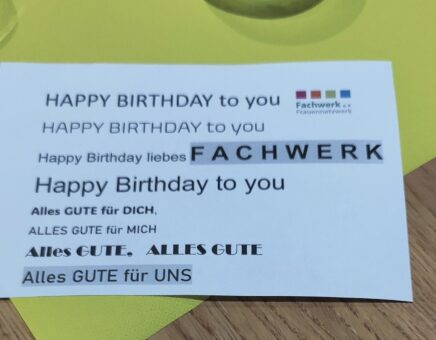 HAPPY BIRTHDAY to you
Fachwerk e.V.
Frauennetzwerk
HAPPY BIRTHDAY to you
Happy Birthday liebes FACHWERK
Happy Birthday to you
Alles GUTE für DICH,
ALLES GUTE für MICH
Alles GUTE, ALLES GUTE
Alles GUTE für UNS